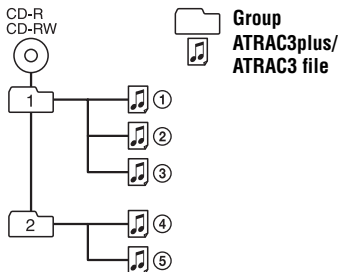 CD-R
CD-RW
Group
ATRAC3plus/
ATRAC3 file
1
①
②
③
2
④
⑤